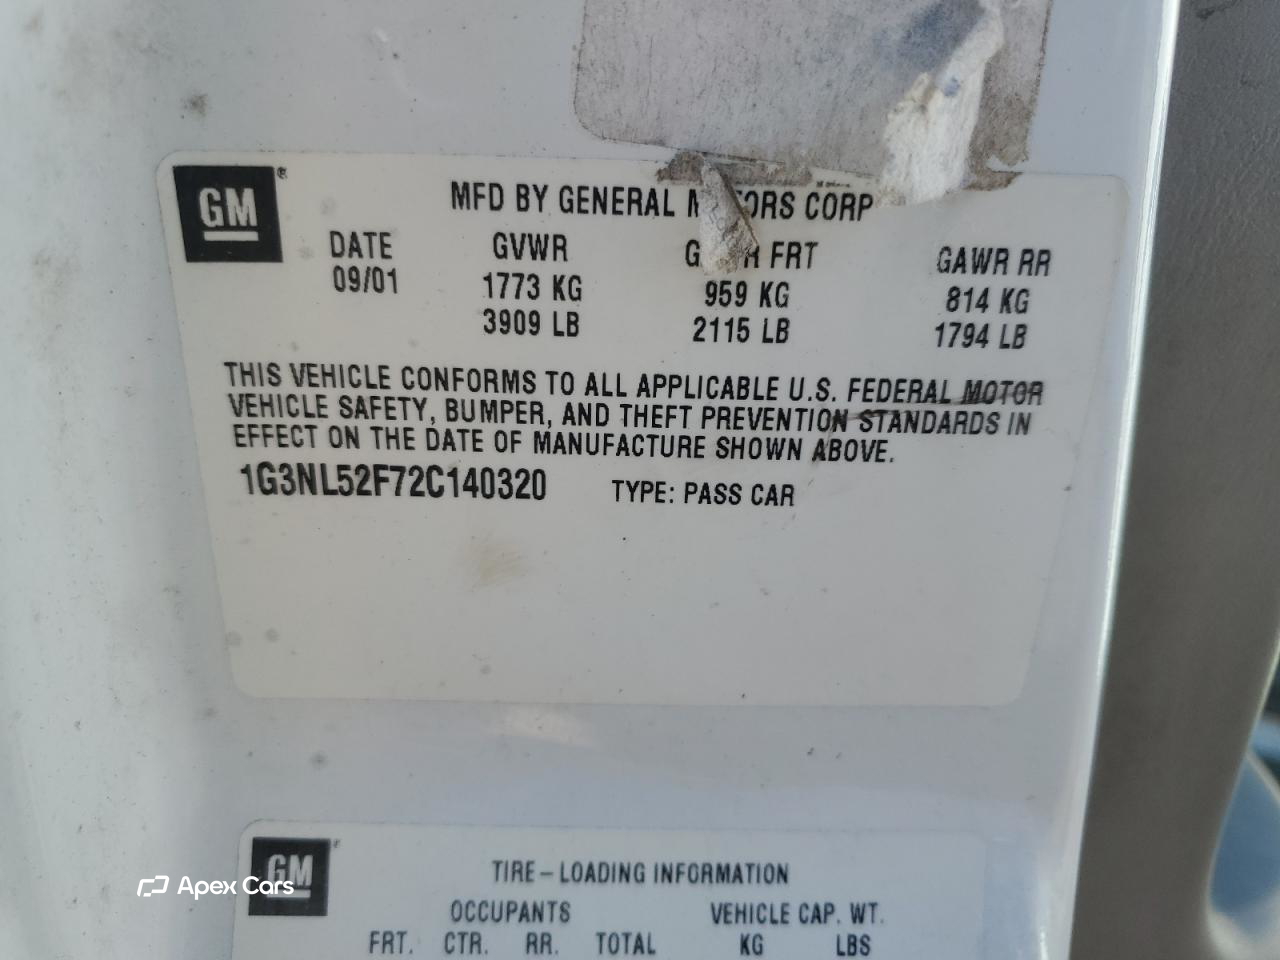 GM
MFD BY GENERAL CORP
DATE GVWR FRT GAWR RR
09/01 1773 KG 959 KG 814 KG
3909 LB 2115 LB 1794 LB
THIS VEHICLE CONFORMS TO ALL APPLICABLE U.S. FEDERAL MOTOR
VEHICLE SAFETY, BUMPER, AND THEFT PREVENTION STANDARDS IN
EFFECT ON THE DATE OF MANUFACTURE SHOWN ABOVE.
1G3NL52F72C140320 TYPE: PASS CAR
GM
Apex Cars
TIRE-LOADING INFORMATION
OCCUPANTS VEHICLE CAP. WT.
FRT. CTR. RR. TOTAL KG LBS